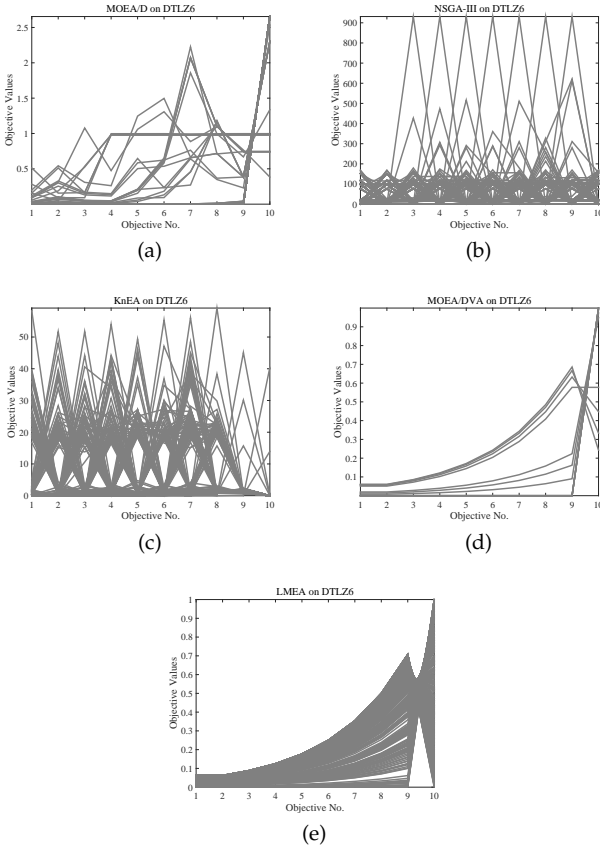 MOEA/D on DTLZ6
2.5
2
1.5
1
0.5
Objective Values
1 2 3 4 5 6 7 8 9 10
Objective No.
(a)
NSGA-III on DTLZ6
900
800
700
600
500
400
300
200
100
0
Objective Values
1 2 3 4 5 6 7 8 9 10
Objective No.
(b)
KnEA on DTLZ6
50
40
30
20
10
0
Objective Values
1 2 3 4 5 6 7 8 9 10
Objective No.
(c)
MOEA/DVA on DTLZ6
0.9
0.8
0.7
0.6
0.5
0.4
0.3
0.2
0.1
Objective Values
1 2 3 4 5 6 7 8 9 10
Objective No.
(d)
LMEA on DTLZ6
1
0.9
0.8
0.7
0.6
0.5
0.4
0.3
0.2
0.1
0
Objective Values
1 2 3 4 5 6 7 8 9 10
Objective No.
(e)